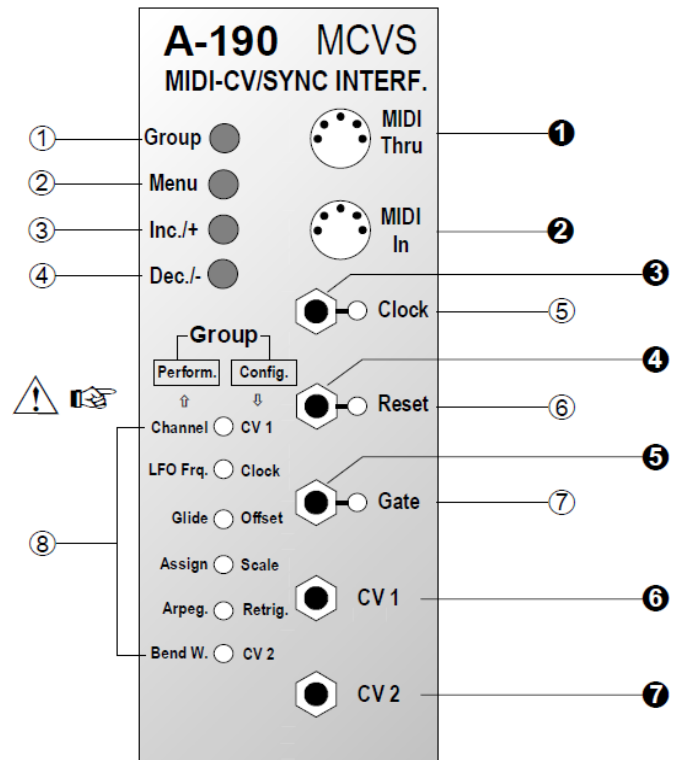 A-190 MCVS
MIDI-CV/SYNC INTERF.
① Group
② Menu
③ Inc./+
④ Dec./-
MIDI
Thru
❶
MIDI
In
❷
❸
Clock ⑤
❹
Reset ⑥
❺
Gate ⑦
CV 1 ❻
CV 2 ❼
Group
Perform. Config.
⇧ ⇩
Channel CV 1
LFO Frq. Clock
Glide Offset
⑧
Assign Scale
Arpeg. Retrig.
Bend W. CV 2